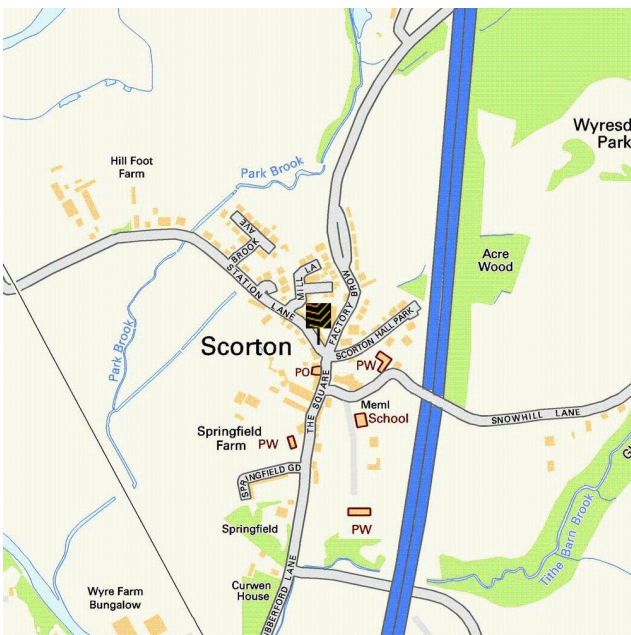 Wyresd
Park
Hill Foot
Farm
Park Brook
BROOK AVE
Acre
Wood
STATION LANE
MILL LA
FACTORY BROW
SCORTON HALL PARK
Scorton
Park Brook
PO
PW
THE SQUARE
Meml
School
SNOWHILL LANE
Springfield
Farm
PW
SPRINGFIELD GD
PW
Springfield
Tithe Barn Brook
Curwen
House
Wyre Farm
Bungalow
IBBERFORD LANE